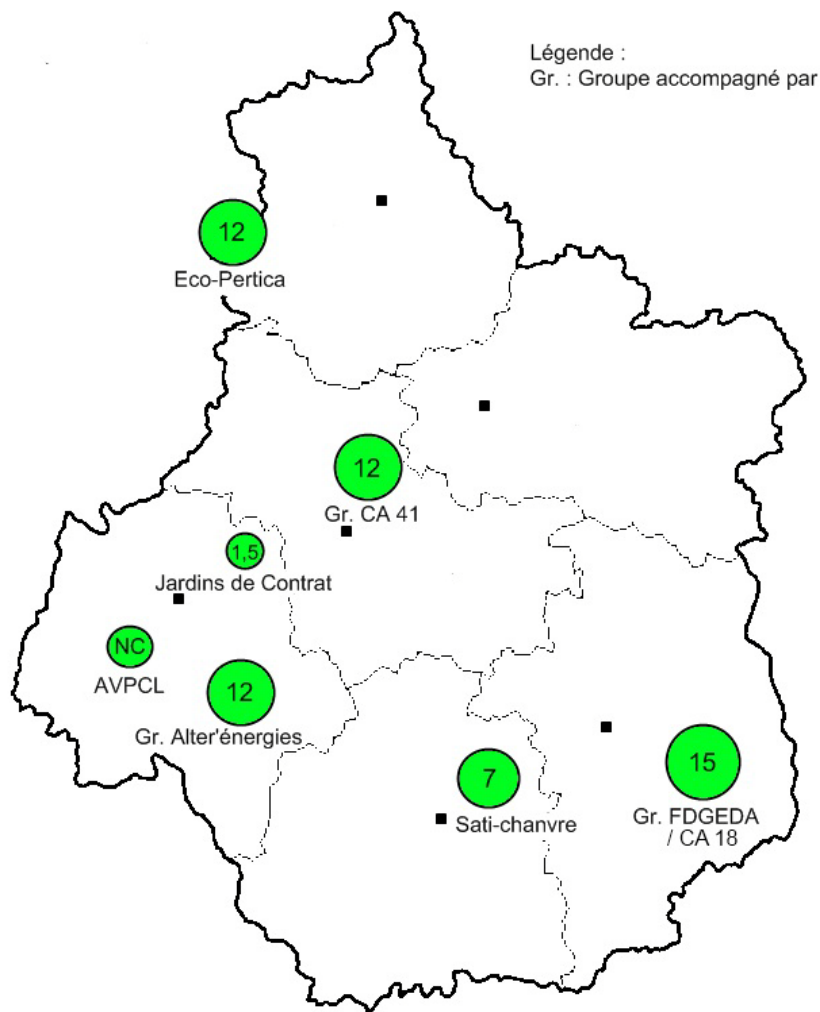 Légende :
Gr. : Groupe accompagné par
12
Eco-Pertica
12
Gr. CA 41
1,5
Jardins de Contrat
NC
AVPCL
12
Gr. Alter'énergies
7
Sati-chanvre
15
Gr. FDGEDA
/ CA 18